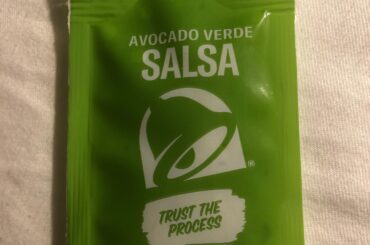 AVOCADO VERDE
SALSA
®
TRUST THE
PROCESS